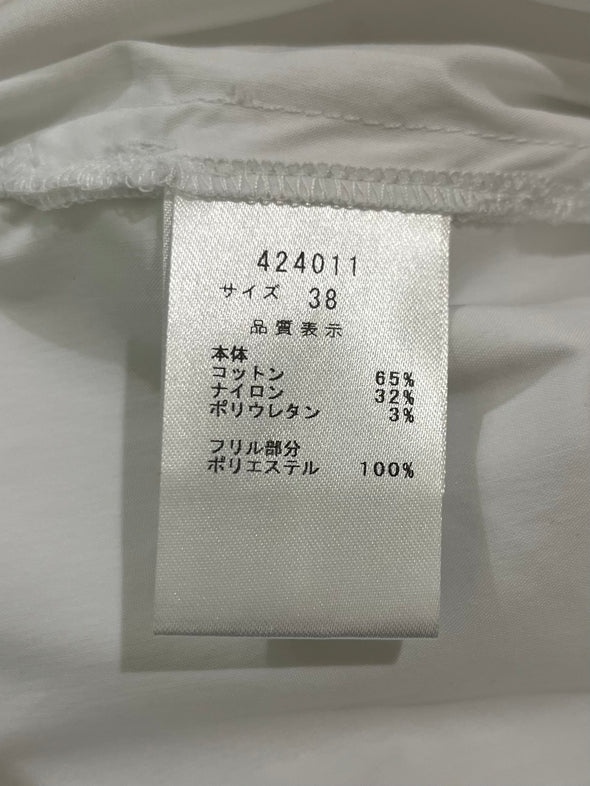 424011
サイズ 38
品質表示
本体
コットン 65%
ナイロン 32%
ポリウレタン 3%
フリル部分
ポリエステル 100%